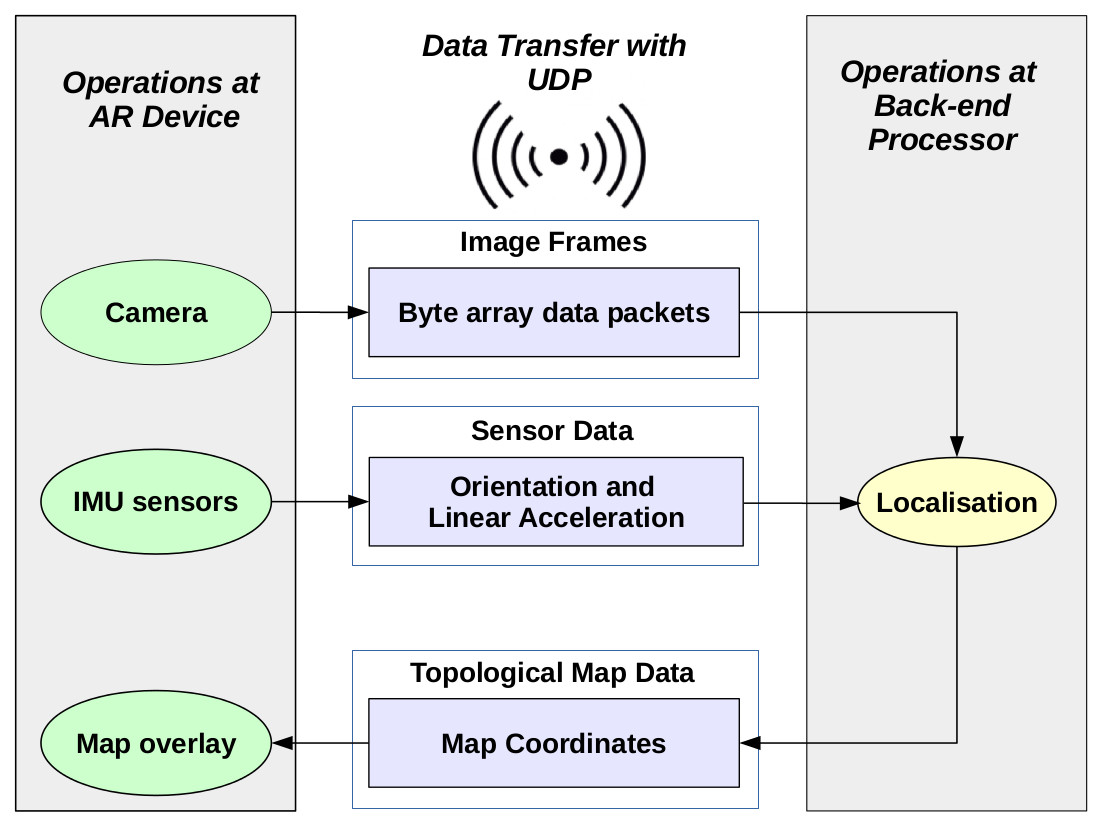 Operations at
AR Device
Data Transfer with
UDP
Operations at
Back-end
Processor
Image Frames
Camera
Byte array data packets
Sensor Data
IMU sensors
Orientation and
Linear Acceleration
Localisation
Topological Map Data
Map overlay
Map Coordinates